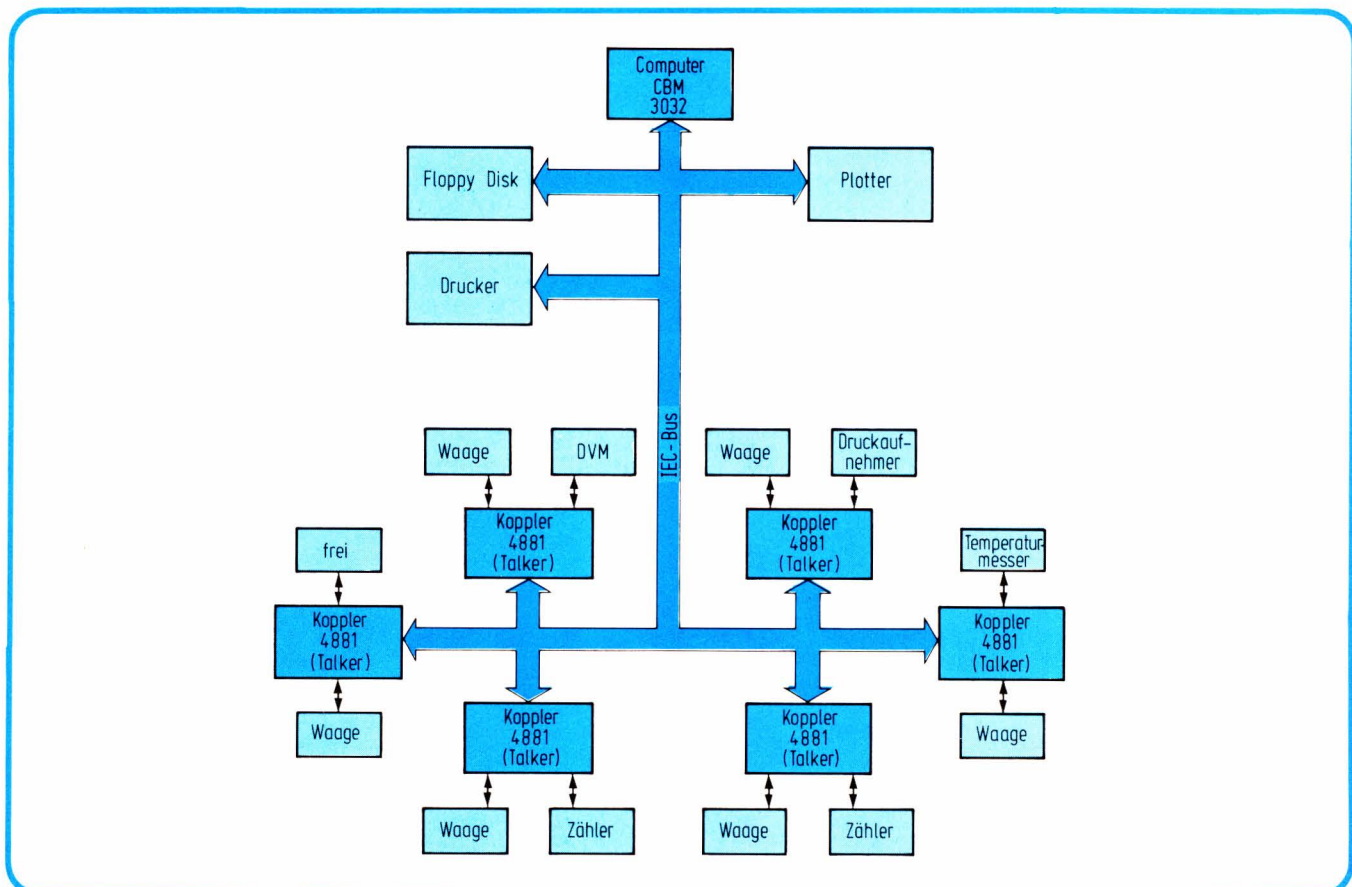 Computer
CBM
3032
Floppy Disk
Plotter
Drucker
IEC-Bus
Waage
DVM
Waage
Druckauf-
nehmer
Koppler
4881
(Talker)
Koppler
4881
(Talker)
frei
Temperatur-
messer
Koppler
4881
(Talker)
Koppler
4881
(Talker)
Waage
Koppler
4881
(Talker)
Koppler
4881
(Talker)
Waage
Waage
Zähler
Waage
Zähler